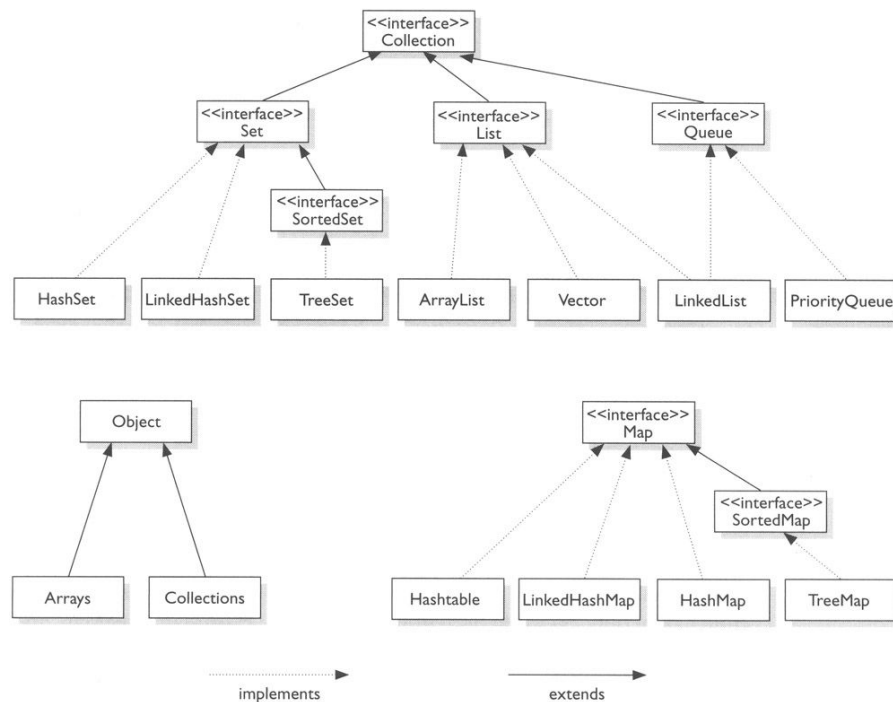 <<interface>>
Collection
<<interface>>
Set
<<interface>>
List
<<interface>>
Queue
<<interface>>
SortedSet
HashSet
LinkedHashSet
TreeSet
ArrayList
Vector
LinkedList
PriorityQueue
Object
<<interface>>
Map
<<interface>>
SortedMap
Arrays
Collections
Hashtable
LinkedHashMap
HashMap
TreeMap
implements
extends